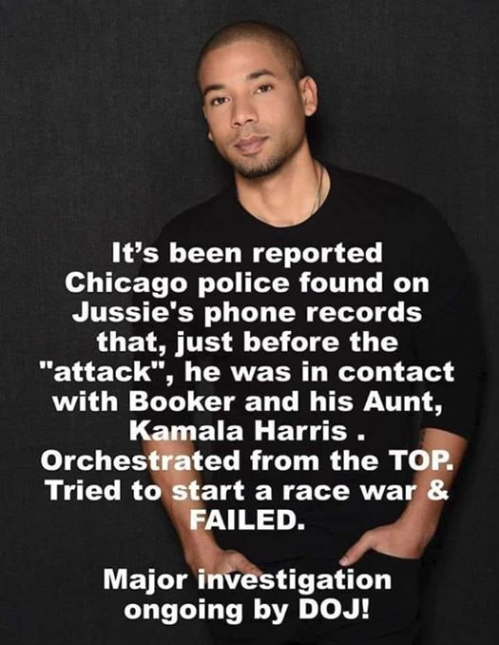 It's been reported
Chicago police found on
Jussie's phone records
that, just before the
"attack", he was in contact
with Booker and his Aunt,
Kamala Harris .
Orchestrated from the TOP.
Tried to start a race war &
FAILED.
Major investigation
ongoing by DOJ!